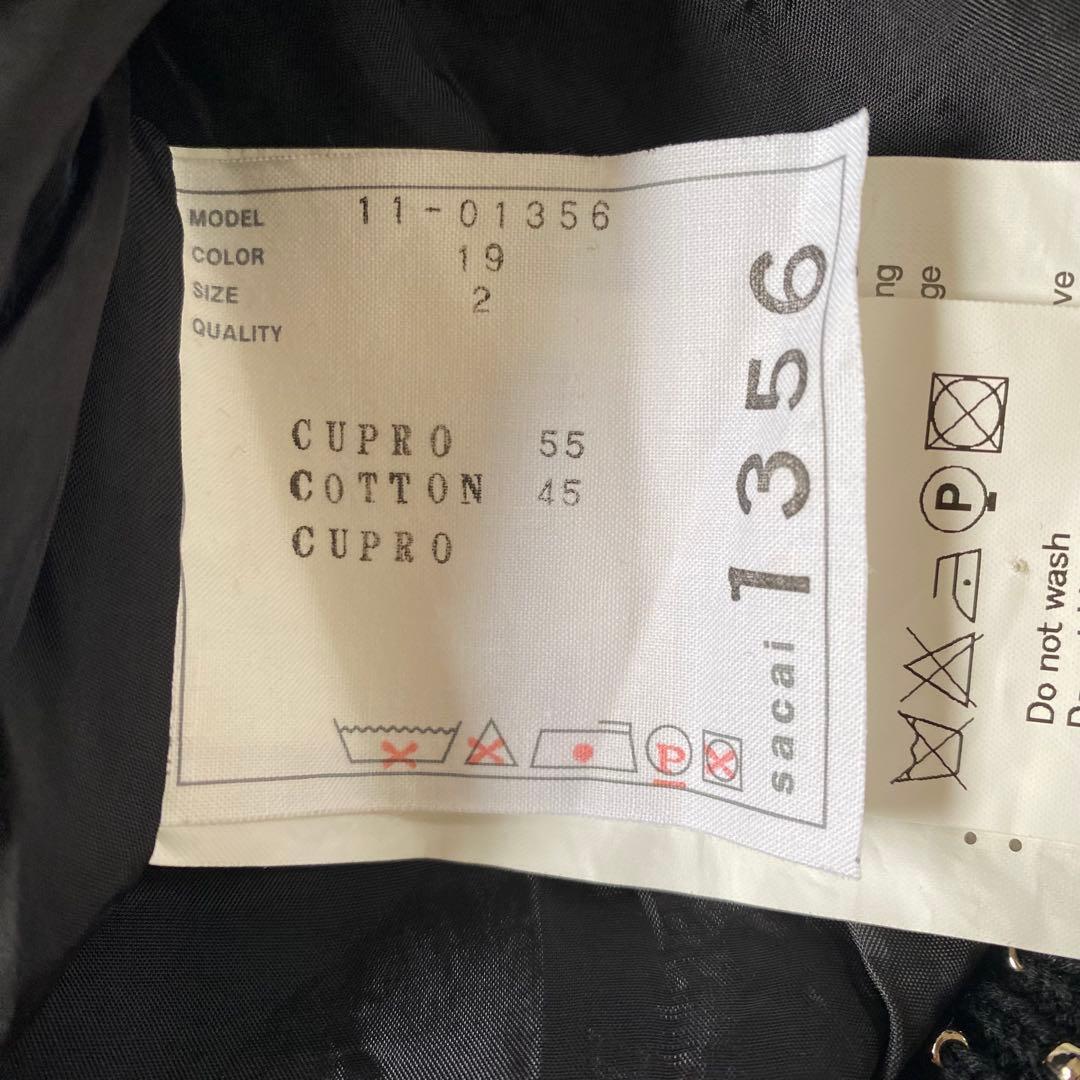 MODEL 11-01356
COLOR 19
SIZE 2
QUALITY
CUPRO 55
COTTON 45
CUPRO
P
sacai 1356
ng
ge
ve
P
Do not wash